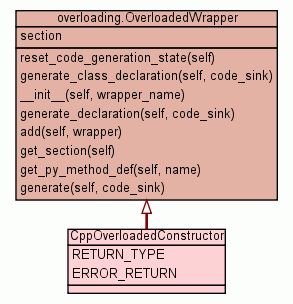 overloading.OverloadedWrapper
section
reset_code_generation_state(self)
generate_class_declaration(self, code_sink)
__init__(self, wrapper_name)
generate_declaration(self, code_sink)
add(self, wrapper)
get_section(self)
get_py_method_def(self, name)
generate(self, code_sink)
CppOverloadedConstructor
RETURN_TYPE
ERROR_RETURN